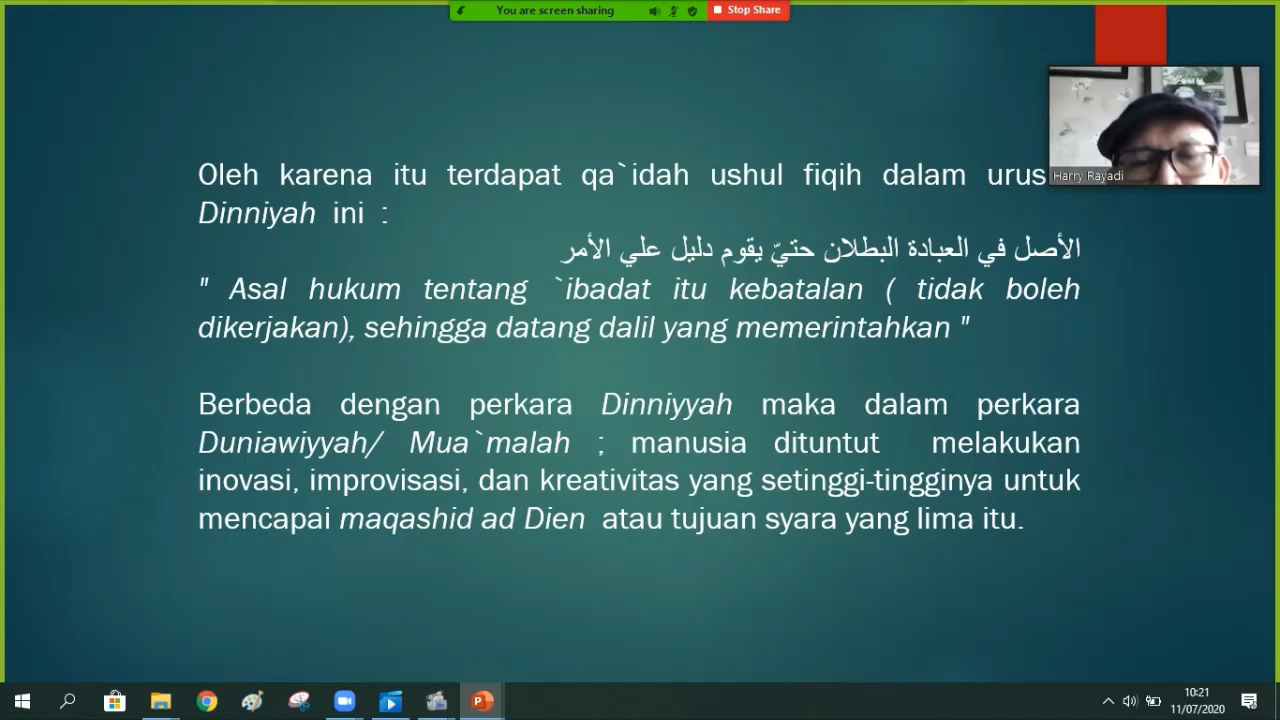 You are screen sharing
Stop Share
Harry Rayadi
Oleh karena itu terdapat qa`idah ushul fiqih dalam urus
Dinniyah ini :
الأصل في العبادة البطلان حتيّ يقوم دليل علي الأمر
" Asal hukum tentang `ibadat itu kebatalan ( tidak boleh
dikerjakan), sehingga datang dalil yang memerintahkan "
Berbeda dengan perkara Dinniyyah maka dalam perkara
Duniawiyyah/ Mua`malah ; manusia dituntut melakukan
inovasi, improvisasi, dan kreativitas yang setinggi-tingginya untuk
mencapai maqashid ad Dien atau tujuan syara yang lima itu.
10:21
11/07/2020